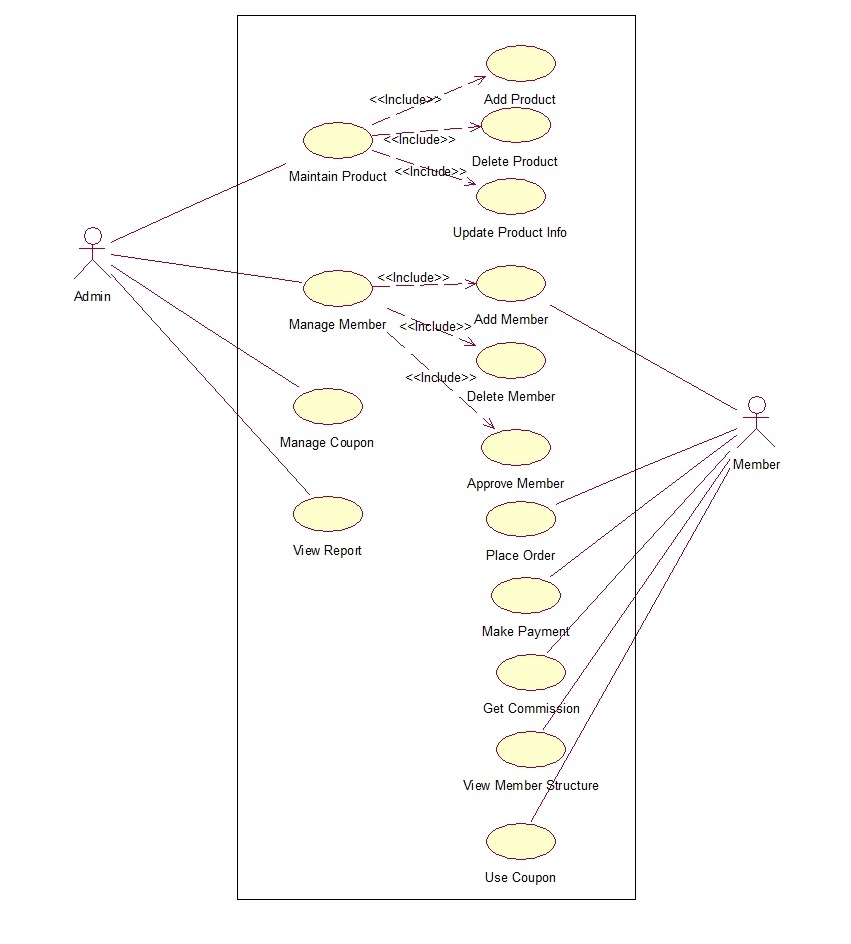 <<Include>>
Add Product
<<Include>>
Delete Product
<<Include>>
Maintain Product
Update Product Info
Admin
<<Include>>
Add Member
Manage Member
<<Include>>
<<Include>>
Delete Member
Manage Coupon
Member
Approve Member
View Report
Place Order
Make Payment
Get Commission
View Member Structure
Use Coupon